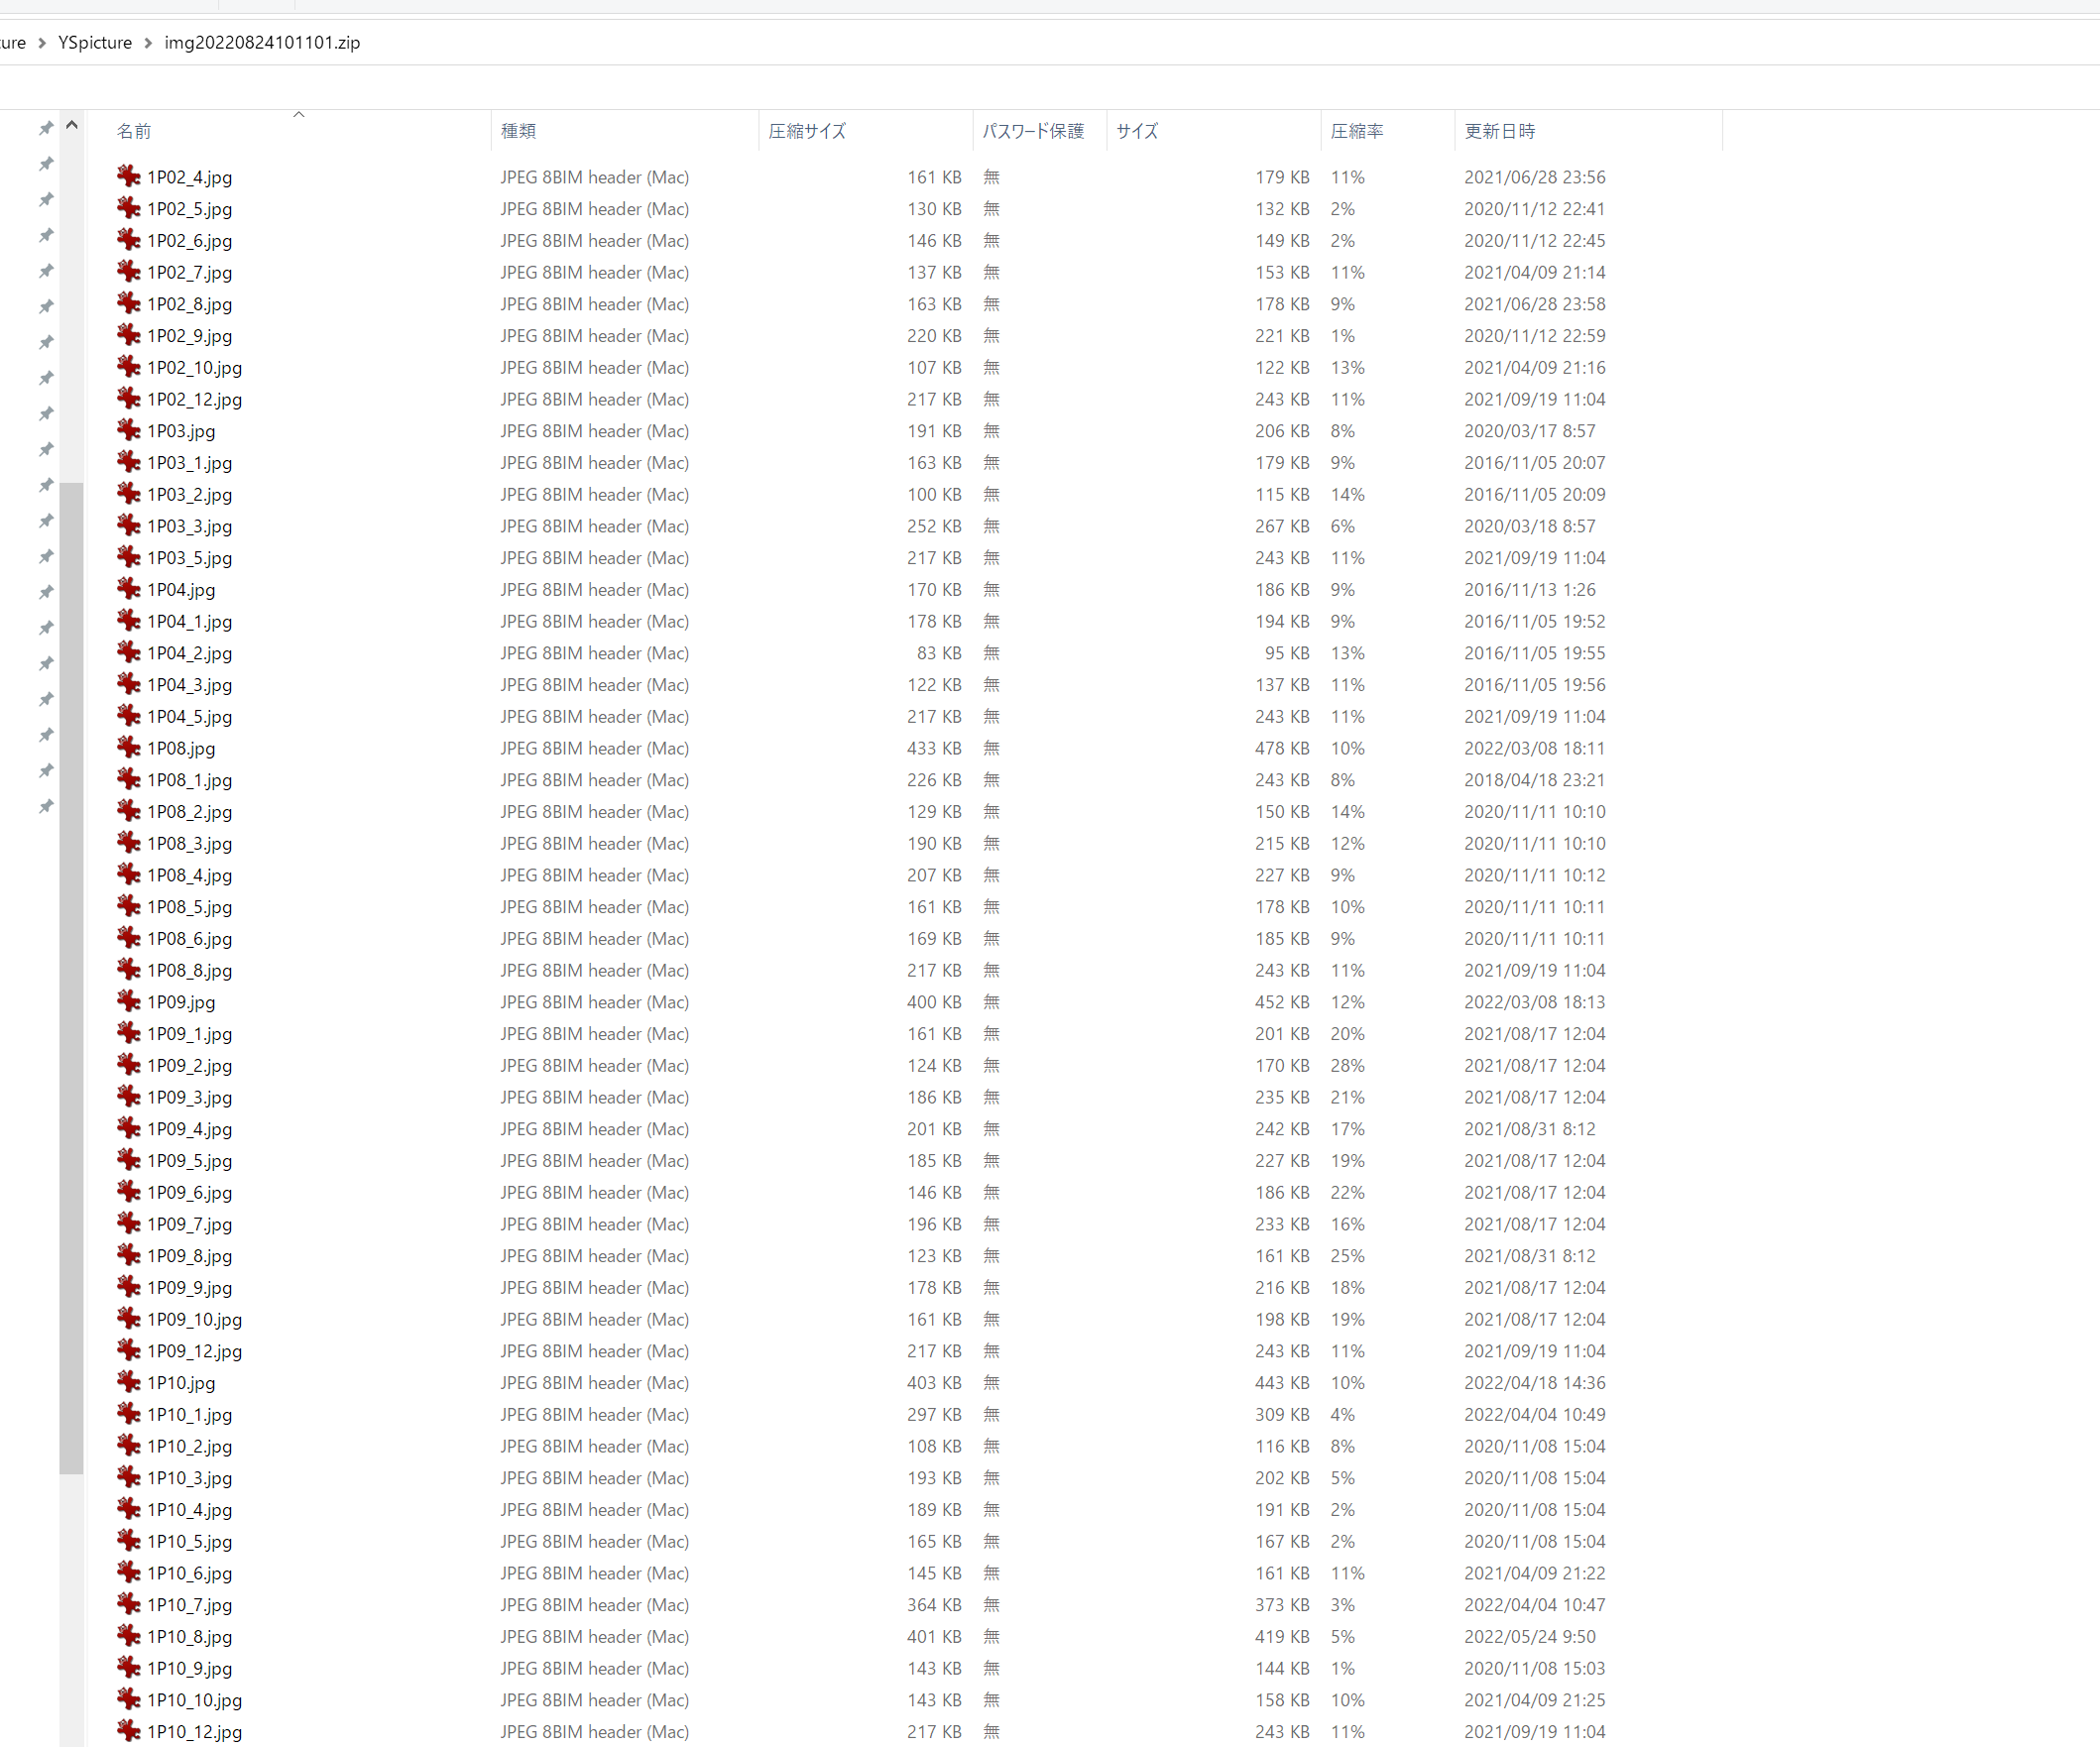 ure > YSpicture > img20220824101101.zip
名前 種類 圧縮サイズ パスワード保護 サイズ 圧縮率 更新日時
1P02_4.jpg JPEG 8BIM header (Mac) 161 KB 無 179 KB 11% 2021/06/28 23:56
1P02_5.jpg JPEG 8BIM header (Mac) 130 KB 無 132 KB 2% 2020/11/12 22:41
1P02_6.jpg JPEG 8BIM header (Mac) 146 KB 無 149 KB 2% 2020/11/12 22:45
1P02_7.jpg JPEG 8BIM header (Mac) 137 KB 無 153 KB 11% 2021/04/09 21:14
1P02_8.jpg JPEG 8BIM header (Mac) 163 KB 無 178 KB 9% 2021/06/28 23:58
1P02_9.jpg JPEG 8BIM header (Mac) 220 KB 無 221 KB 1% 2020/11/12 22:59
1P02_10.jpg JPEG 8BIM header (Mac) 107 KB 無 122 KB 13% 2021/04/09 21:16
1P02_12.jpg JPEG 8BIM header (Mac) 217 KB 無 243 KB 11% 2021/09/19 11:04
1P03.jpg JPEG 8BIM header (Mac) 191 KB 無 206 KB 8% 2020/03/17 8:57
1P03_1.jpg JPEG 8BIM header (Mac) 163 KB 無 179 KB 9% 2016/11/05 20:07
1P03_2.jpg JPEG 8BIM header (Mac) 100 KB 無 115 KB 14% 2016/11/05 20:09
1P03_3.jpg JPEG 8BIM header (Mac) 252 KB 無 267 KB 6% 2020/03/18 8:57
1P03_5.jpg JPEG 8BIM header (Mac) 217 KB 無 243 KB 11% 2021/09/19 11:04
1P04.jpg JPEG 8BIM header (Mac) 170 KB 無 186 KB 9% 2016/11/13 1:26
1P04_1.jpg JPEG 8BIM header (Mac) 178 KB 無 194 KB 9% 2016/11/05 19:52
1P04_2.jpg JPEG 8BIM header (Mac) 83 KB 無 95 KB 13% 2016/11/05 19:55
1P04_3.jpg JPEG 8BIM header (Mac) 122 KB 無 137 KB 11% 2016/11/05 19:56
1P04_5.jpg JPEG 8BIM header (Mac) 217 KB 無 243 KB 11% 2021/09/19 11:04
1P08.jpg JPEG 8BIM header (Mac) 433 KB 無 478 KB 10% 2022/03/08 18:11
1P08_1.jpg JPEG 8BIM header (Mac) 226 KB 無 243 KB 8% 2018/04/18 23:21
1P08_2.jpg JPEG 8BIM header (Mac) 129 KB 無 150 KB 14% 2020/11/11 10:10
1P08_3.jpg JPEG 8BIM header (Mac) 190 KB 無 215 KB 12% 2020/11/11 10:10
1P08_4.jpg JPEG 8BIM header (Mac) 207 KB 無 227 KB 9% 2020/11/11 10:12
1P08_5.jpg JPEG 8BIM header (Mac) 161 KB 無 178 KB 10% 2020/11/11 10:11
1P08_6.jpg JPEG 8BIM header (Mac) 169 KB 無 185 KB 9% 2020/11/11 10:11
1P08_8.jpg JPEG 8BIM header (Mac) 217 KB 無 243 KB 11% 2021/09/19 11:04
1P09.jpg JPEG 8BIM header (Mac) 400 KB 無 452 KB 12% 2022/03/08 18:13
1P09_1.jpg JPEG 8BIM header (Mac) 161 KB 無 201 KB 20% 2021/08/17 12:04
1P09_2.jpg JPEG 8BIM header (Mac) 124 KB 無 170 KB 28% 2021/08/17 12:04
1P09_3.jpg JPEG 8BIM header (Mac) 186 KB 無 235 KB 21% 2021/08/17 12:04
1P09_4.jpg JPEG 8BIM header (Mac) 201 KB 無 242 KB 17% 2021/08/31 8:12
1P09_5.jpg JPEG 8BIM header (Mac) 185 KB 無 227 KB 19% 2021/08/17 12:04
1P09_6.jpg JPEG 8BIM header (Mac) 146 KB 無 186 KB 22% 2021/08/17 12:04
1P09_7.jpg JPEG 8BIM header (Mac) 196 KB 無 233 KB 16% 2021/08/17 12:04
1P09_8.jpg JPEG 8BIM header (Mac) 123 KB 無 161 KB 25% 2021/08/31 8:12
1P09_9.jpg JPEG 8BIM header (Mac) 178 KB 無 216 KB 18% 2021/08/17 12:04
1P09_10.jpg JPEG 8BIM header (Mac) 161 KB 無 198 KB 19% 2021/08/17 12:04
1P09_12.jpg JPEG 8BIM header (Mac) 217 KB 無 243 KB 11% 2021/09/19 11:04
1P10.jpg JPEG 8BIM header (Mac) 403 KB 無 443 KB 10% 2022/04/18 14:36
1P10_1.jpg JPEG 8BIM header (Mac) 297 KB 無 309 KB 4% 2022/04/04 10:49
1P10_2.jpg JPEG 8BIM header (Mac) 108 KB 無 116 KB 8% 2020/11/08 15:04
1P10_3.jpg JPEG 8BIM header (Mac) 193 KB 無 202 KB 5% 2020/11/08 15:04
1P10_4.jpg JPEG 8BIM header (Mac) 189 KB 無 191 KB 2% 2020/11/08 15:04
1P10_5.jpg JPEG 8BIM header (Mac) 165 KB 無 167 KB 2% 2020/11/08 15:04
1P10_6.jpg JPEG 8BIM header (Mac) 145 KB 無 161 KB 11% 2021/04/09 21:22
1P10_7.jpg JPEG 8BIM header (Mac) 364 KB 無 373 KB 3% 2022/04/04 10:47
1P10_8.jpg JPEG 8BIM header (Mac) 401 KB 無 419 KB 5% 2022/05/24 9:50
1P10_9.jpg JPEG 8BIM header (Mac) 143 KB 無 144 KB 1% 2020/11/08 15:03
1P10_10.jpg JPEG 8BIM header (Mac) 143 KB 無 158 KB 10% 2021/04/09 21:25
1P10_12.jpg JPEG 8BIM header (Mac) 217 KB 無 243 KB 11% 2021/09/19 11:04